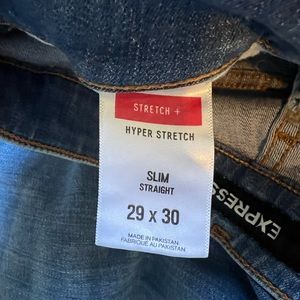 STRETCH +
HYPER STRETCH
SLIM
STRAIGHT
29 x 30
MADE IN PAKISTAN
FABRIQUÉ AU PAKISTAN
EXPRESS